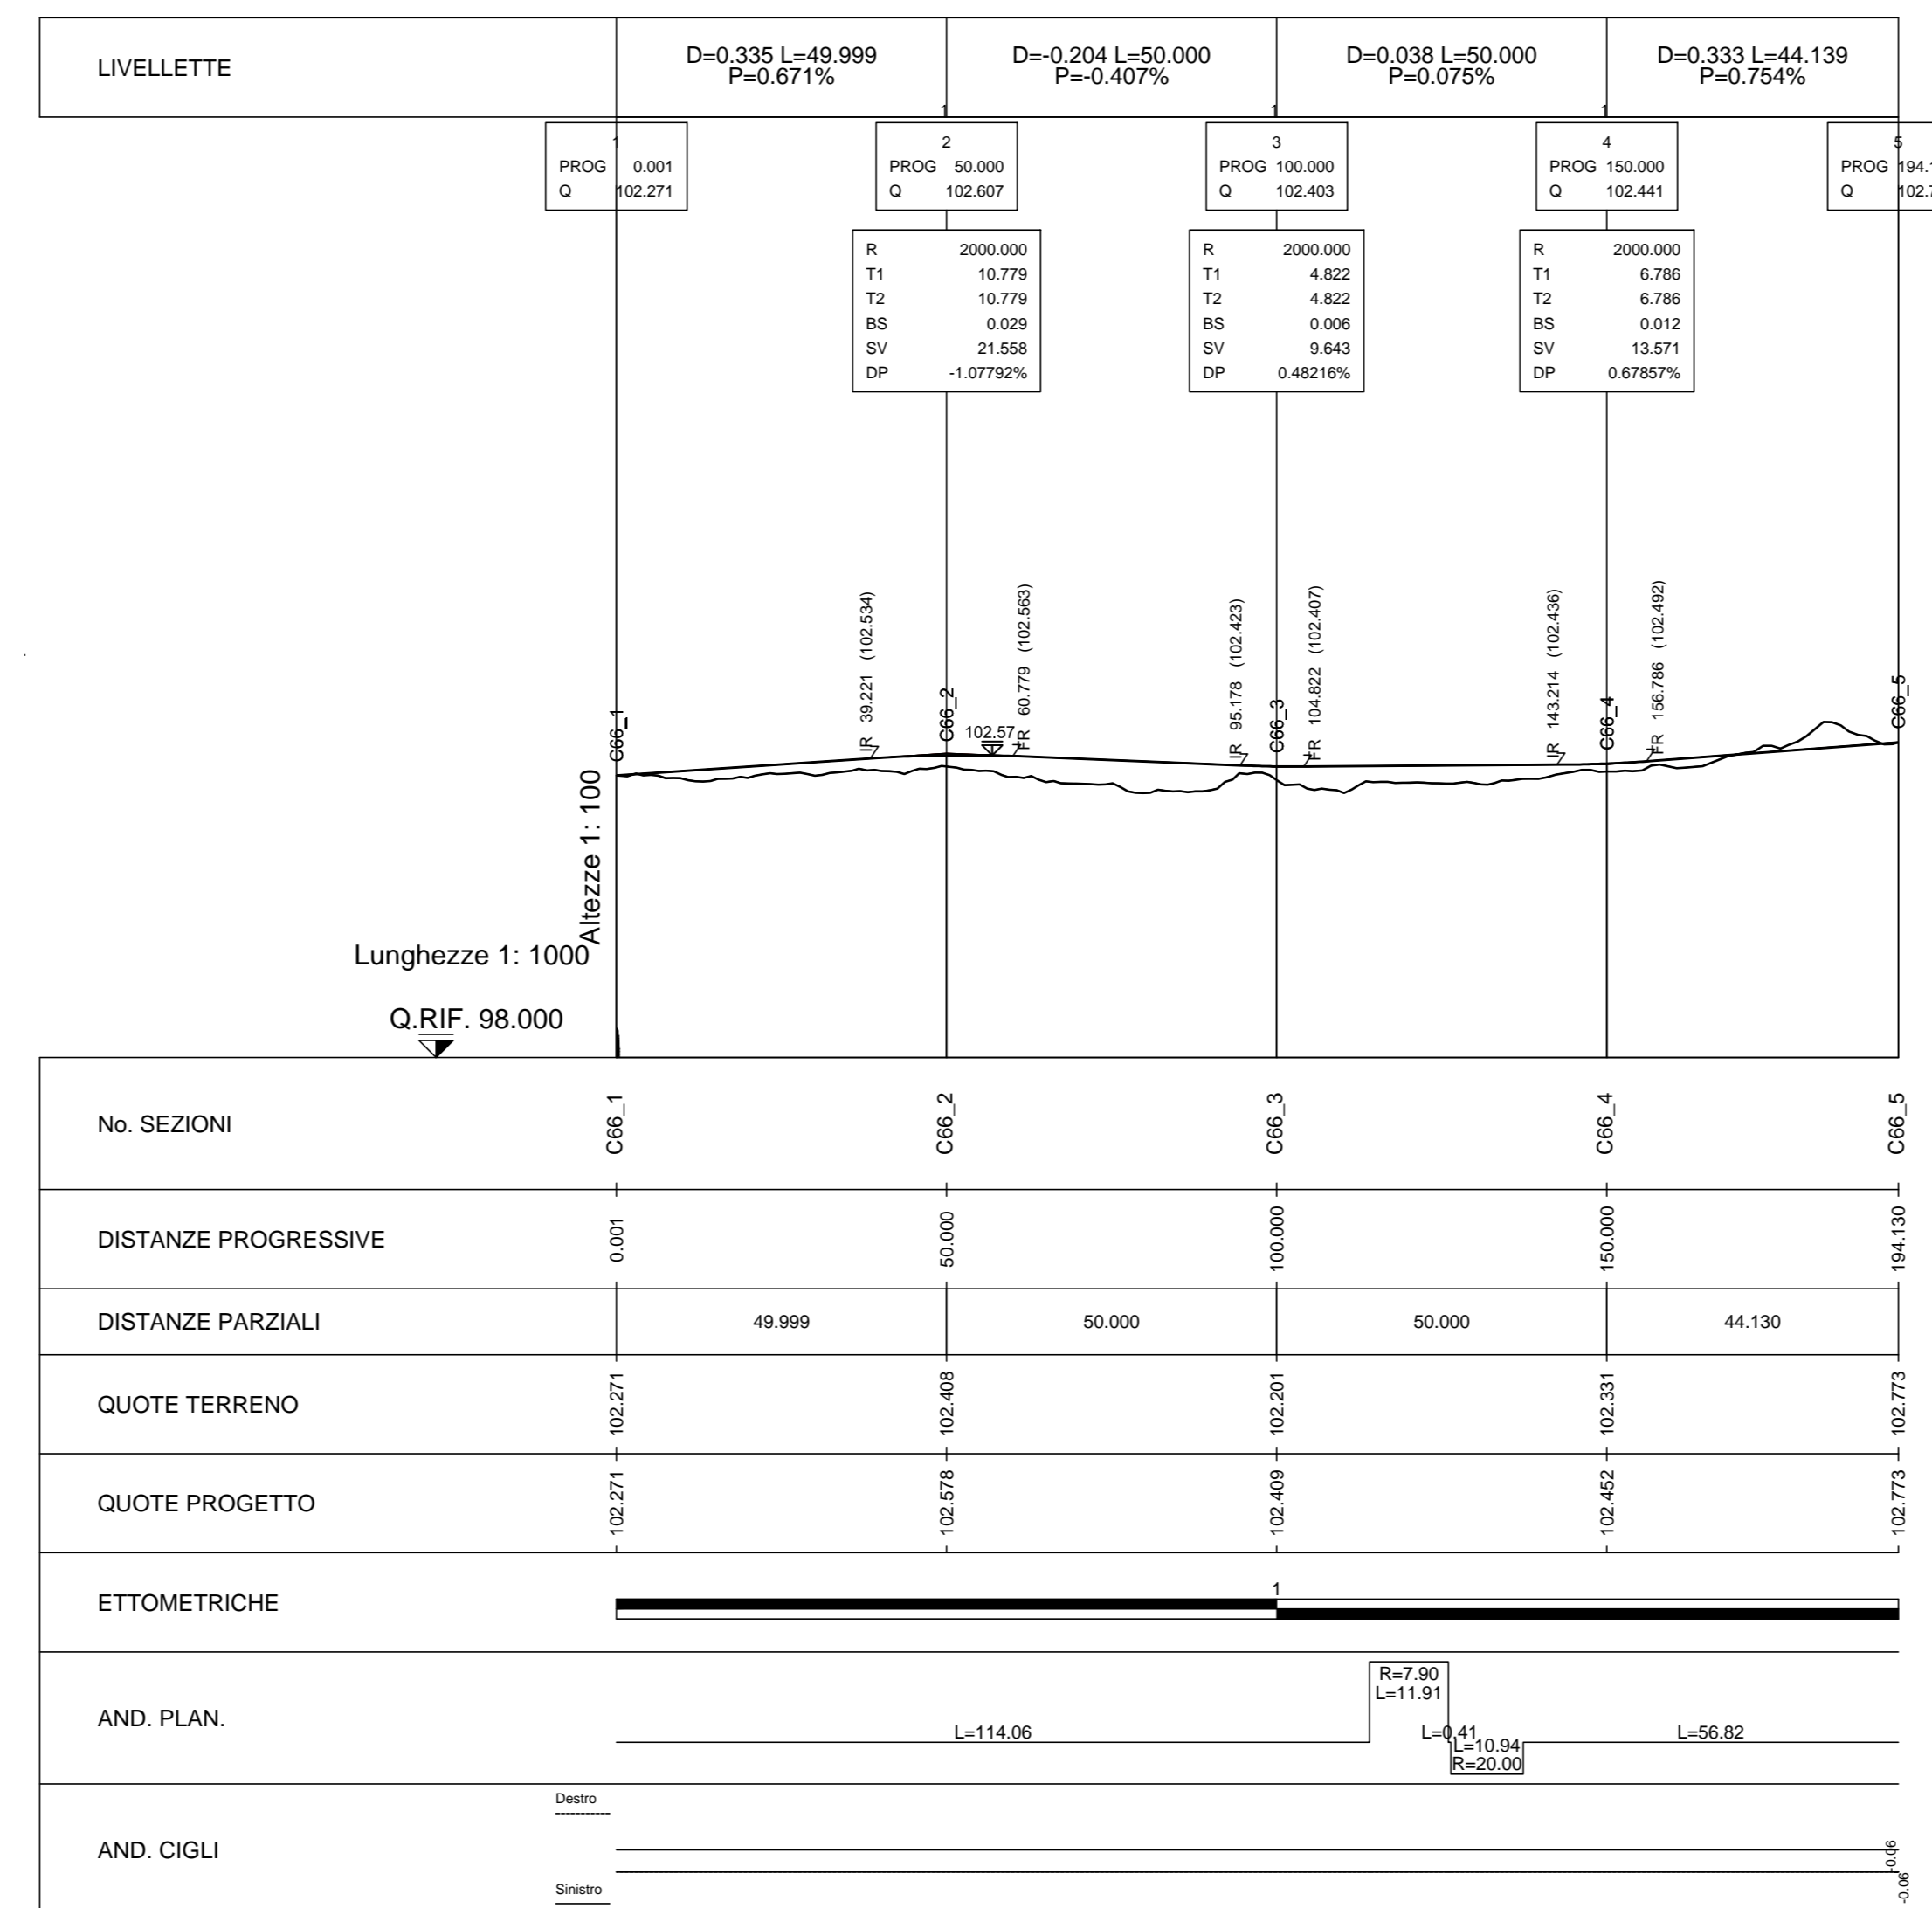 LIVELLETTE
D=0.335 L=49.999
P=0.671%
D=-0.204 L=50.000
P=-0.407%
D=0.038 L=50.000
P=0.075%
D=0.333 L=44.139
P=0.754%
1
1
1
1
PROG 0.001
Q 102.271
2
PROG 50.000
Q 102.607
3
PROG 100.000
Q 102.403
4
PROG 150.000
Q 102.441
5
PROG 194.1
Q 102.7
R 2000.000
T1 10.779
T2 10.779
BS 0.029
SV 21.558
DP -1.07792%
R 2000.000
T1 4.822
T2 4.822
BS 0.006
SV 9.643
DP 0.48216%
R 2000.000
T1 6.786
T2 6.786
BS 0.012
SV 13.571
DP 0.67857%
C66_1
IR 39.221 (102.534)
C66_2
102.57
FR 60.779 (102.563)
IR 95.178 (102.423)
C66_3
FR 104.822 (102.407)
IR 143.214 (102.436)
C66_4
FR 156.786 (102.492)
C66_5
Altezze 1: 100
Lunghezze 1: 1000
Q.RIF. 98.000
No. SEZIONI
C66_1
C66_2
C66_3
C66_4
C66_5
DISTANZE PROGRESSIVE
0.001
50.000
100.000
150.000
194.130
DISTANZE PARZIALI
49.999
50.000
50.000
44.130
QUOTE TERRENO
102.271
102.408
102.201
102.331
102.773
QUOTE PROGETTO
102.271
102.578
102.409
102.452
102.773
ETTOMETRICHE
1
AND. PLAN.
L=114.06
R=7.90
L=11.91
L=0.41
L=10.94
R=20.00
L=56.82
AND. CIGLI
Destro
Sinistro
-0.06
-0.06